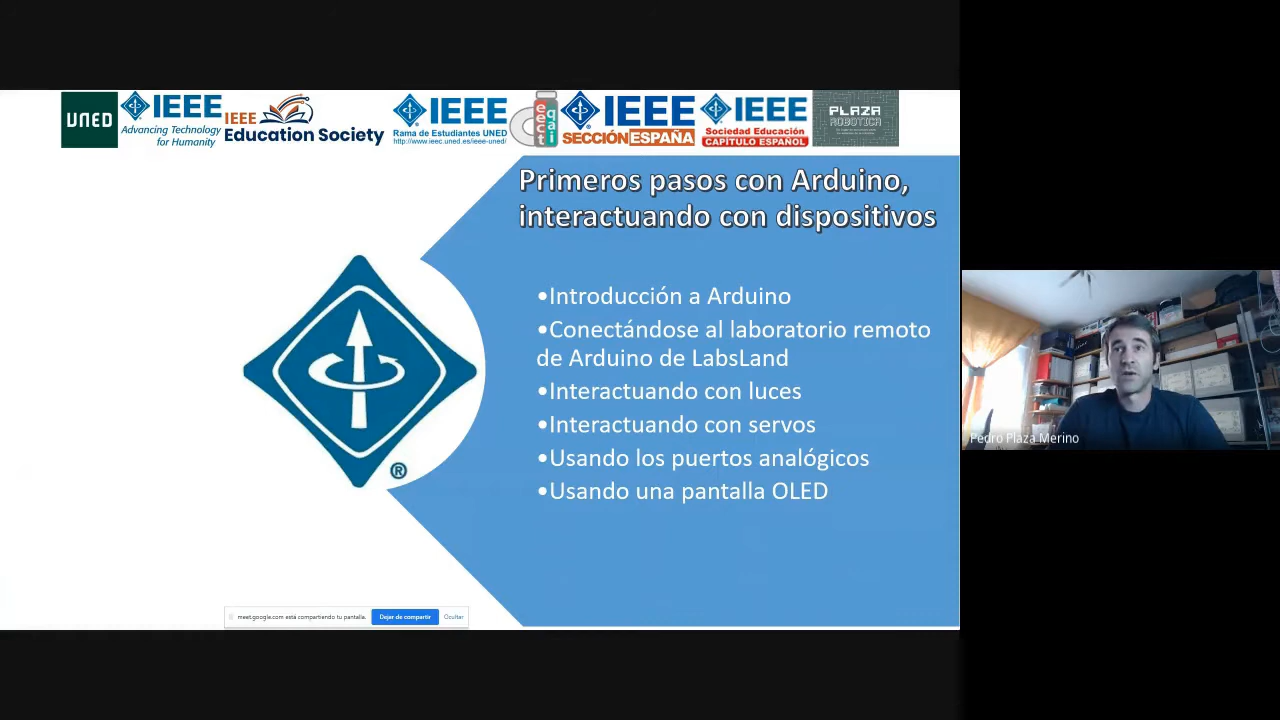 UNED
IEEE
Advancing Technology
for Humanity
IEEE
Education Society
IEEE
Rama de Estudiantes UNED
http://www.ieec.uned.es/ieee-uned/
IEEE
SECCIÓN ESPAÑA
IEEE
Sociedad Educación
CAPÍTULO ESPAÑOL
PLAZA
ROBOTICA
Primeros pasos con Arduino,
interactuando con dispositivos
•Introducción a Arduino
•Conectándose al laboratorio remoto
de Arduino de LabsLand
•Interactuando con luces
•Interactuando con servos
•Usando los puertos analógicos
•Usando una pantalla OLED
®
Pedro Plaza Merino
meet.google.com está compartiendo tu pantalla.
Dejar de compartir
Ocultar